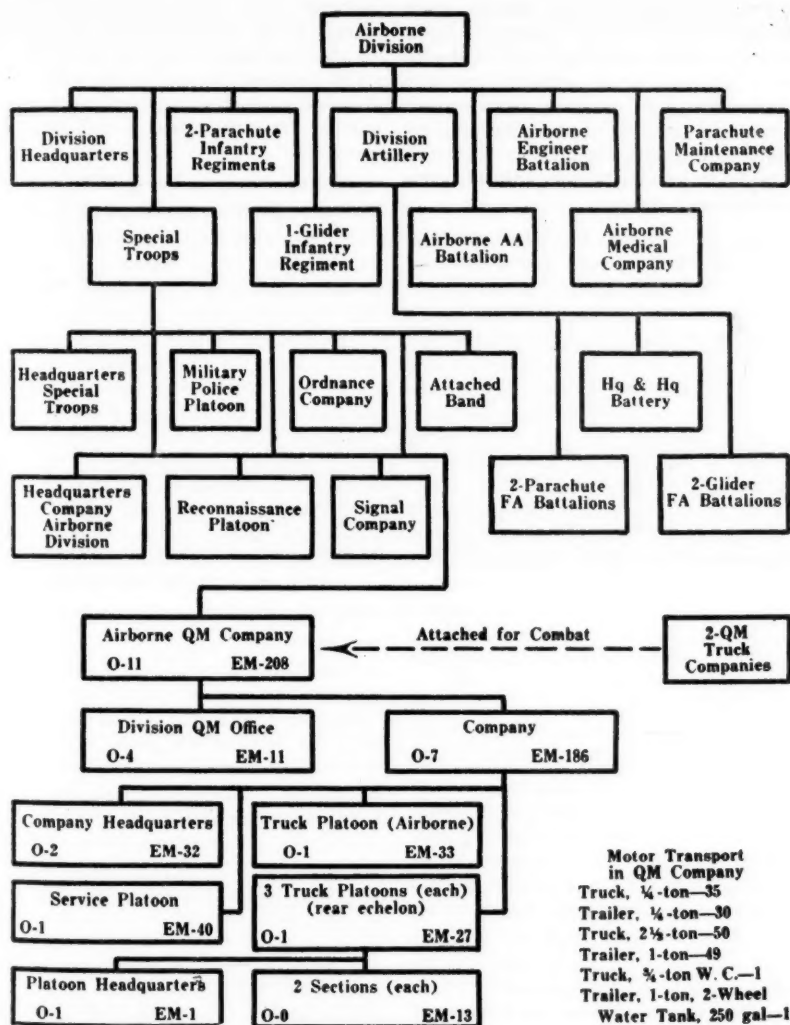 Airborne
Division
Division
Headquarters
2-Parachute
Infantry
Regiments
Division
Artillery
Airborne
Engineer
Battalion
Parachute
Maintenance
Company
Special
Troops
1-Glider
Infantry
Regiment
Airborne AA
Battalion
Airborne
Medical
Company
Headquarters
Special
Troops
Military
Police
Platoon
Ordnance
Company
Attached
Band
Hq & Hq
Battery
Headquarters
Company
Airborne
Division
Reconnaissance
Platoon
Signal
Company
2-Parachute
FA Battalions
2-Glider
FA Battalions
Airborne QM Company
O-11 EM-208
Attached for Combat
2-QM
Truck
Companies
Division QM Office
O-4 EM-11
Company
O-7 EM-186
Company Headquarters
O-2 EM-32
Truck Platoon (Airborne)
O-1 EM-33
Service Platoon
O-1 EM-40
3 Truck Platoons (each)
(rear echelon)
O-1 EM-27
Platoon Headquarters
O-1 EM-1
2 Sections (each)
O-0 EM-13
Motor Transport
in QM Company
Truck, ¼-ton—35
Trailer, ¼-ton—30
Truck, 2½-ton—50
Trailer, 1-ton—49
Truck, ¾-ton W. C.—1
Trailer, 1-ton, 2-Wheel
Water Tank, 250 gal—1